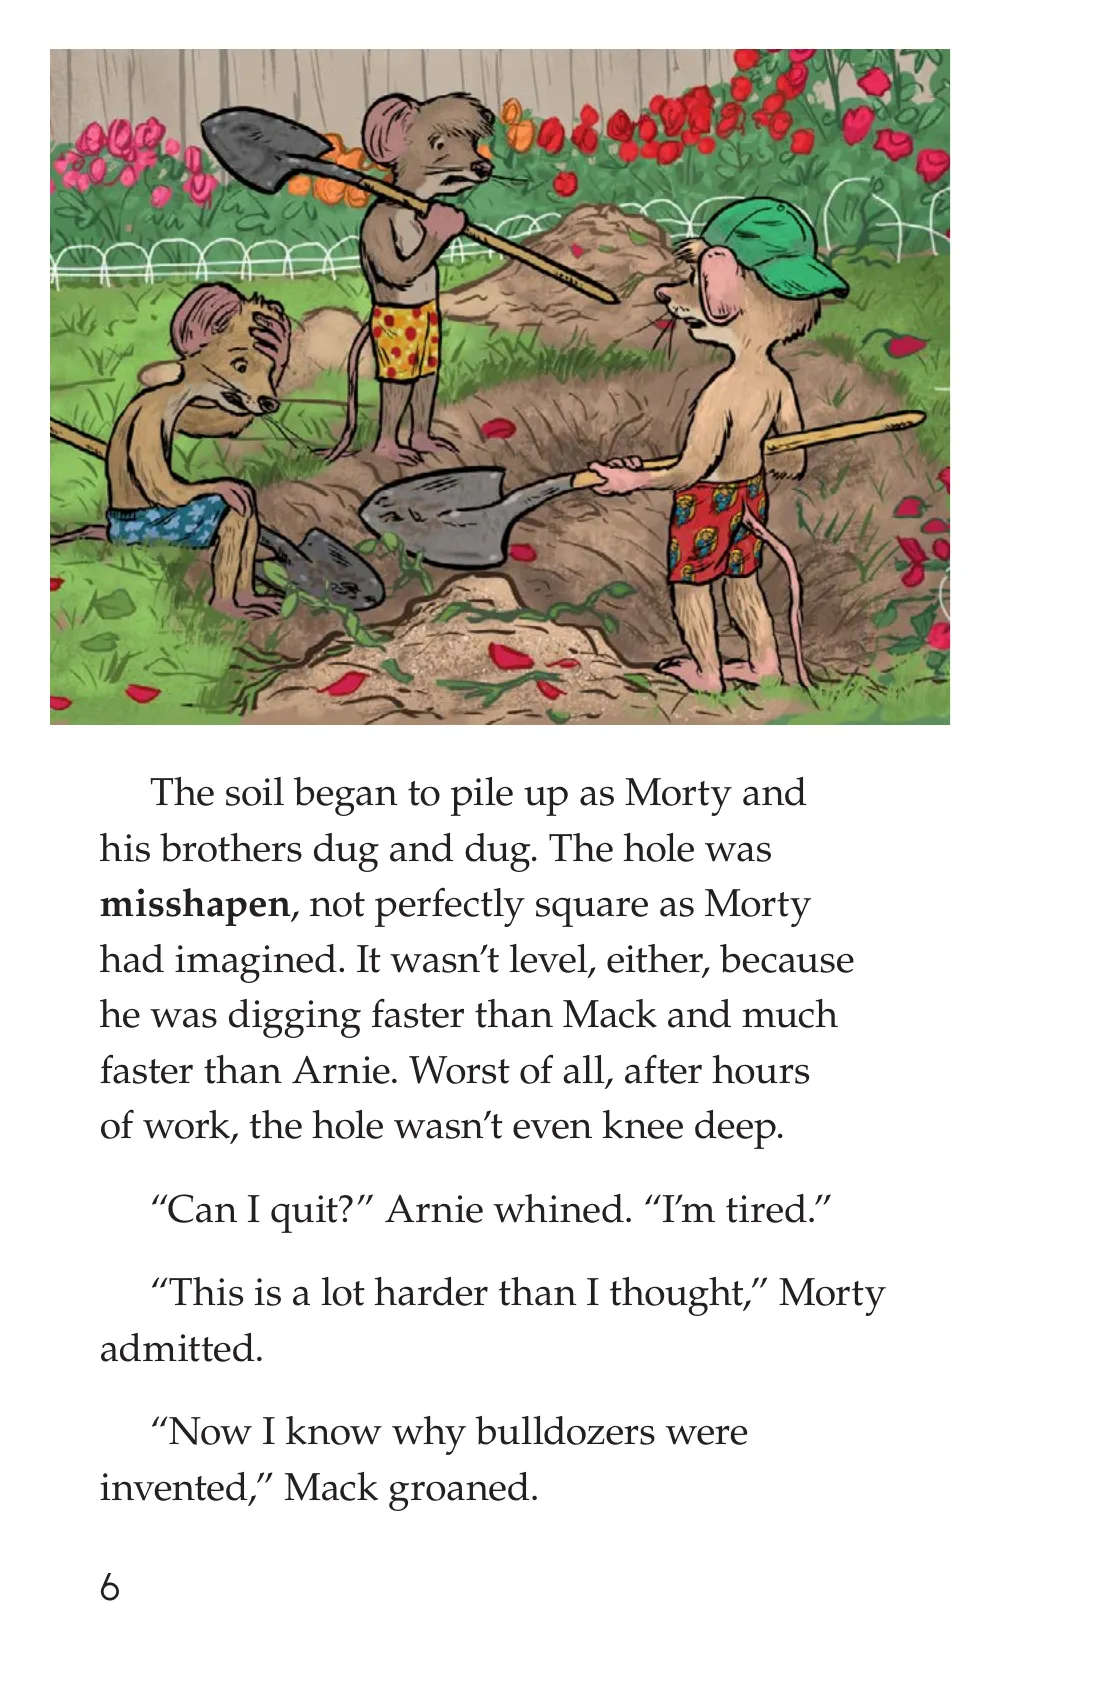 The soil began to pile up as Morty and
his brothers dug and dug. The hole was
misshapen, not perfectly square as Morty
had imagined. It wasn’t level, either, because
he was digging faster than Mack and much
faster than Arnie. Worst of all, after hours
of work, the hole wasn’t even knee deep.
“Can I quit?” Arnie whined. “I’m tired.”
“This is a lot harder than I thought,” Morty
admitted.
“Now I know why bulldozers were
invented,” Mack groaned.
6